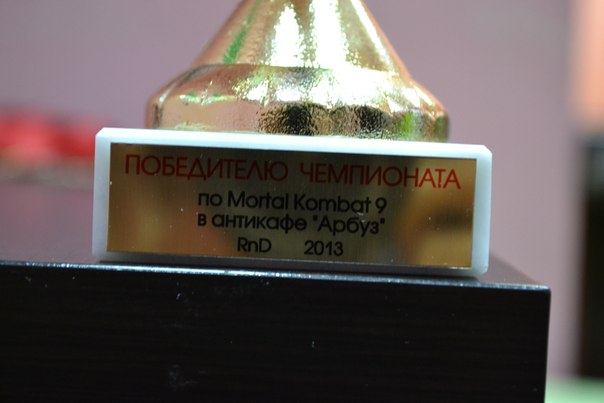 ПОБЕДИТЕЛЮ ЧЕМПИОНАТА
по Mortal Kombat 9
в антикафе "Арбуз"
RnD 2013